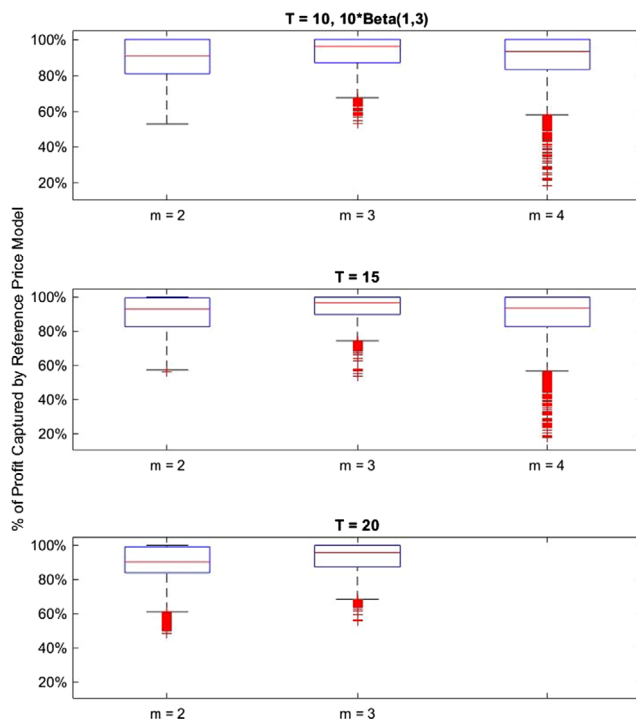 T = 10, 10*Beta(1,3)
100%
80%
60%
40%
20%
m = 2 m = 3 m = 4
% of Profit Captured by Reference Price Model
T = 15
100%
80%
60%
40%
20%
m = 2 m = 3 m = 4
T = 20
100%
80%
60%
40%
20%
m = 2 m = 3